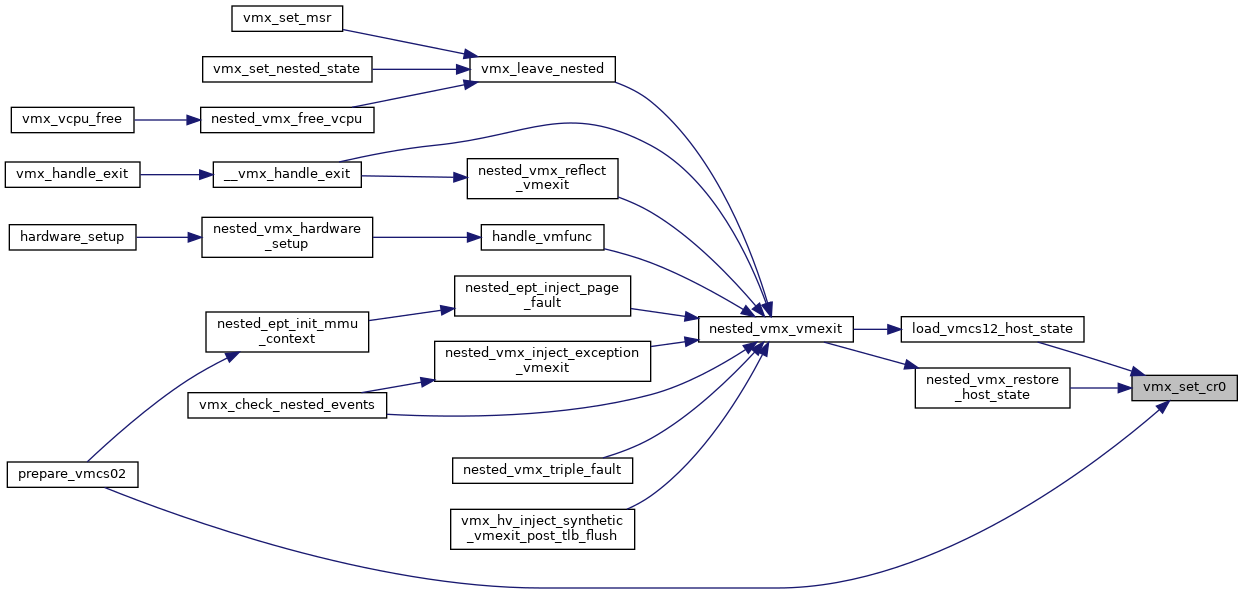 vmx_set_msr
vmx_set_nested_state
vmx_leave_nested
vmx_vcpu_free
nested_vmx_free_vcpu
vmx_handle_exit
__vmx_handle_exit
nested_vmx_reflect
_vmexit
hardware_setup
nested_vmx_hardware
_setup
handle_vmfunc
nested_ept_inject_page
_fault
nested_ept_init_mmu
_context
nested_vmx_vmexit
load_vmcs12_host_state
nested_vmx_inject_exception
_vmexit
nested_vmx_restore
_host_state
vmx_set_cr0
vmx_check_nested_events
prepare_vmcs02
nested_vmx_triple_fault
vmx_hv_inject_synthetic
_vmexit_post_tlb_flush